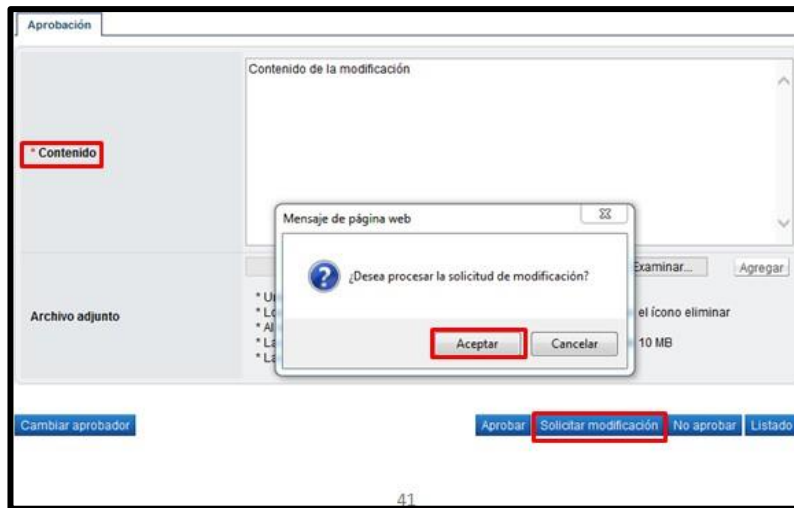 Aprobación
Contenido de la modificación
* Contenido
Mensaje de página web
¿Desea procesar la solicitud de modificación?
Examinar...
Agregar
Archivo adjunto
el ícono eliminar
10 MB
Aceptar
Cancelar
Cambiar aprobador
Aprobar
Solicitar modificación
No aprobar
Listado
41